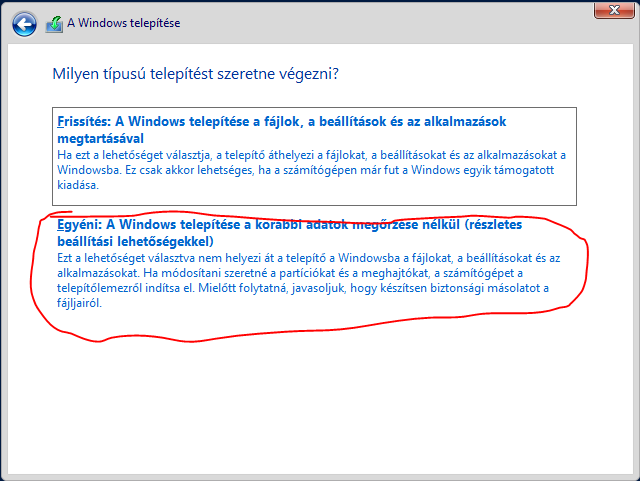 A Windows telepítése
Milyen típusú telepítést szeretne végezni?
Frissítés: A Windows telepítése a fájlok, a beállítások és az alkalmazások
megtartásával
Ha ezt a lehetőséget választja, a telepítő áthelyezi a fájlokat, a beállításokat és az alkalmazásokat a
Windowsba. Ez csak akkor lehetséges, ha a számítógépen már fut a Windows egyik támogatott
kiadása.
Egyéni: A Windows telepítése a korábbi adatok megőrzése nélkül (részletes
beállítási lehetőségekkel)
Ezt a lehetőséget választva nem helyezi át a telepítő a Windowsba a fájlokat, a beállításokat és az
alkalmazásokat. Ha módosítani szeretné a partíciókat és a meghajtókat, a számítógépet a
telepítőlemezről indítsa el. Mielőtt folytatná, javasoljuk, hogy készítsen biztonsági másolatot a
fájljairól.